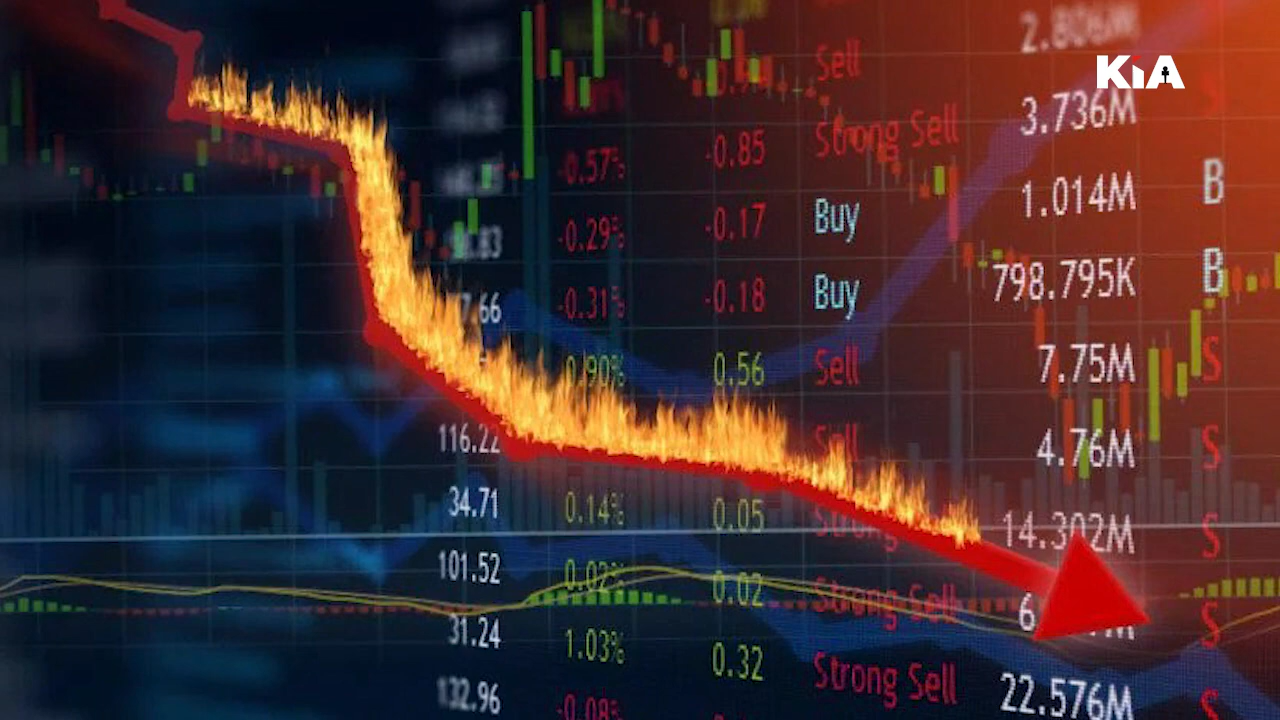 2.806M
KiA
Sell
3.736M
Strong Sell
-0.57% -0.85
1.014M B
-0.29% -0.17 Buy
798.795K B
-0.31% -0.18 Buy
7.66
0.90% 0.56 Sell 7.75M S
116.22 4.76M S
34.71 0.14% 0.05 14.302M S
101.52 0.02% 0.02 Strong Sell
31.24 1.03% 0.32 S
132.96 -0.08% Strong Sell 22.576M S